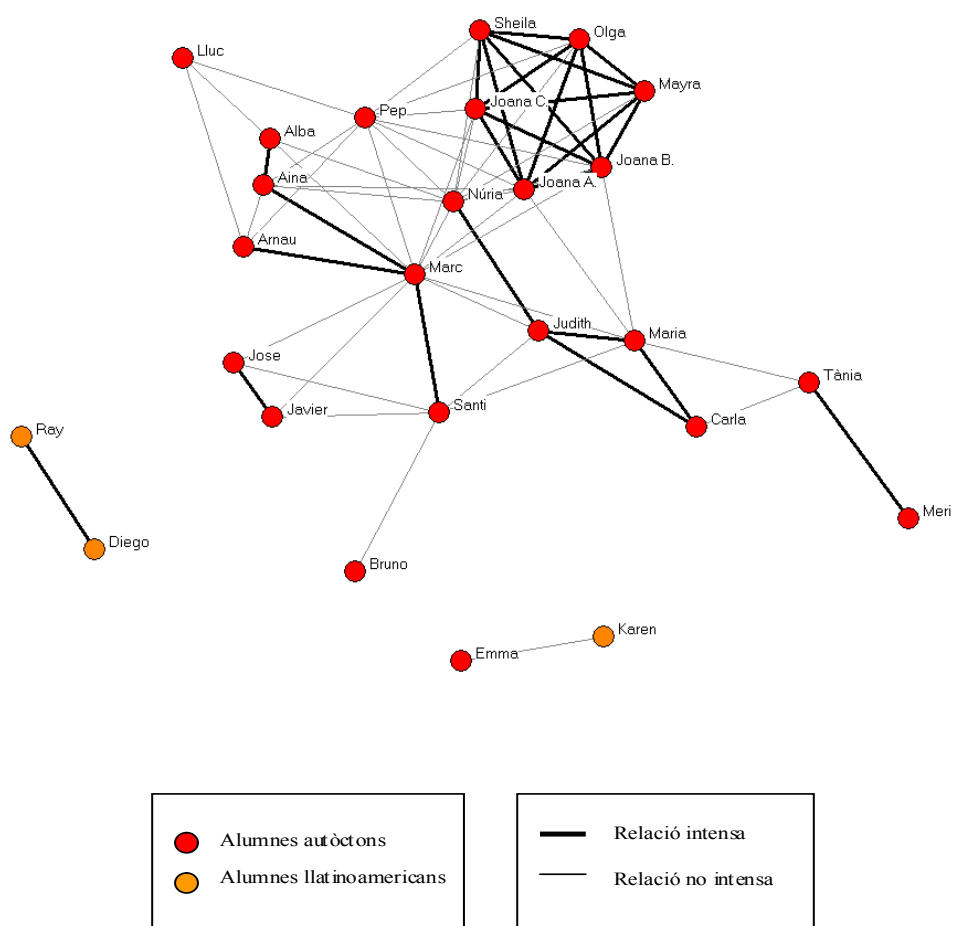 Sheila
Olga
Lluc
Mayra
Joana C.
Pep
Alba
Joana B.
Aina
Joana A.
Núria
Arnau
Marc
Judith
Maria
Jose
Tània
Javier
Santi
Carla
Ray
Meri
Diego
Bruno
Karen
Emma
Alumnes autòctons
Alumnes llatinoamericans
Relació intensa
Relació no intensa